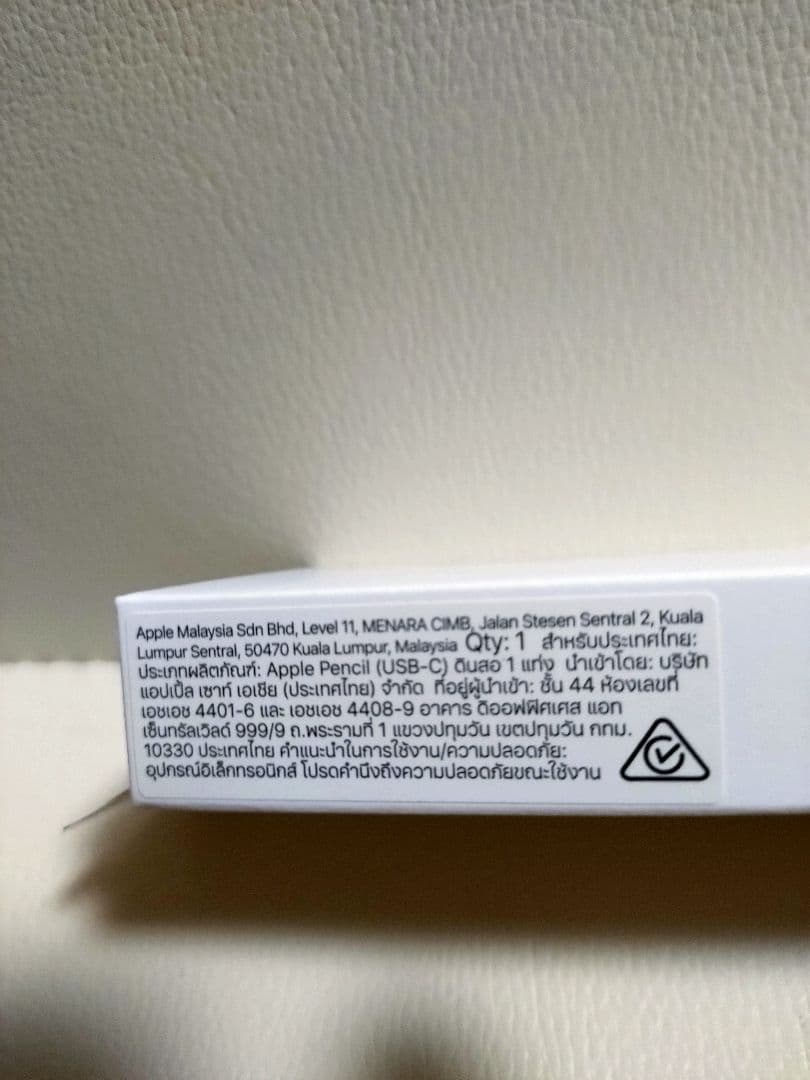 Apple Malaysia Sdn Bhd, Level 11, MENARA CIMB, Jalan Stesen Sentral 2, Kuala
Lumpur Sentral, 50470 Kuala Lumpur, Malaysia Qty: 1 สำหรับประเทศไทย:
ประเภทผลิตภัณฑ์: Apple Pencil (USB-C) ดินสอ 1 แท่ง นำเข้าโดย: บริษัท
แอปเปิ้ล เซาท์ เอเชีย (ประเทศไทย) จำกัด ที่อยู่ผู้นำเข้า: ชั้น 44 ห้องเลขที่
เอชเอช 4401-6 และ เอชเอช 4408-9 อาคาร ดิออฟฟิศเศส แอท
เซ็นทรัลเวิลด์ 999/9 ถ.พระรามที่ 1 แขวงปทุมวัน เขตปทุมวัน กทม.
10330 ประเทศไทย คำแนะนำในการใช้งาน/ความปลอดภัย:
อุปกรณ์อิเล็กทรอนิกส์ โปรดคำนึงถึงความปลอดภัยขณะใช้งาน